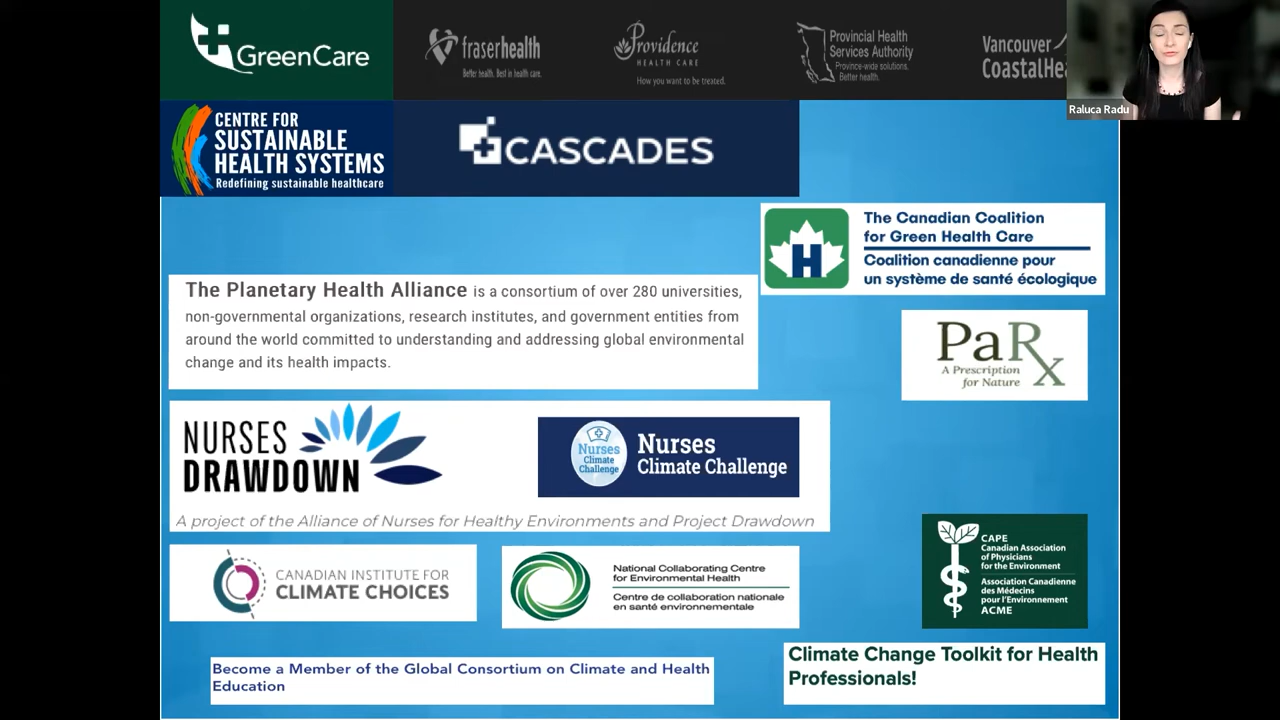 GreenCare
fraserhealth
Better health. Best in health care.
Providence
HEALTH CARE
How you want to be treated.
Provincial Health
Services Authority
Province-wide solutions.
Better health.
Vancouver
CoastalHea
Raluca Radu
CENTRE FOR
SUSTAINABLE
HEALTH SYSTEMS
Redefining sustainable healthcare
CASCADES
The Canadian Coalition
for Green Health Care
Coalition canadienne pour
un système de santé écologique
H
The Planetary Health Alliance is a consortium of over 280 universities,
non-governmental organizations, research institutes, and government entities from
around the world committed to understanding and addressing global environmental
change and its health impacts.
PaRx
A Prescription
for Nature
NURSES
DRAWDOWN
Nurses
Climate
Challenge
Nurses
Climate Challenge
A project of the Alliance of Nurses for Healthy Environments and Project Drawdown
CANADIAN INSTITUTE FOR
CLIMATE CHOICES
National Collaborating Centre
for Environmental Health
Centre de collaboration nationale
en santé environnementale
CAPE
Canadian Association
of Physicians
for the Environment
Association Canadienne
des Médecins
pour l'Environnement
ACME
Become a Member of the Global Consortium on Climate and Health
Education
Climate Change Toolkit for Health
Professionals!